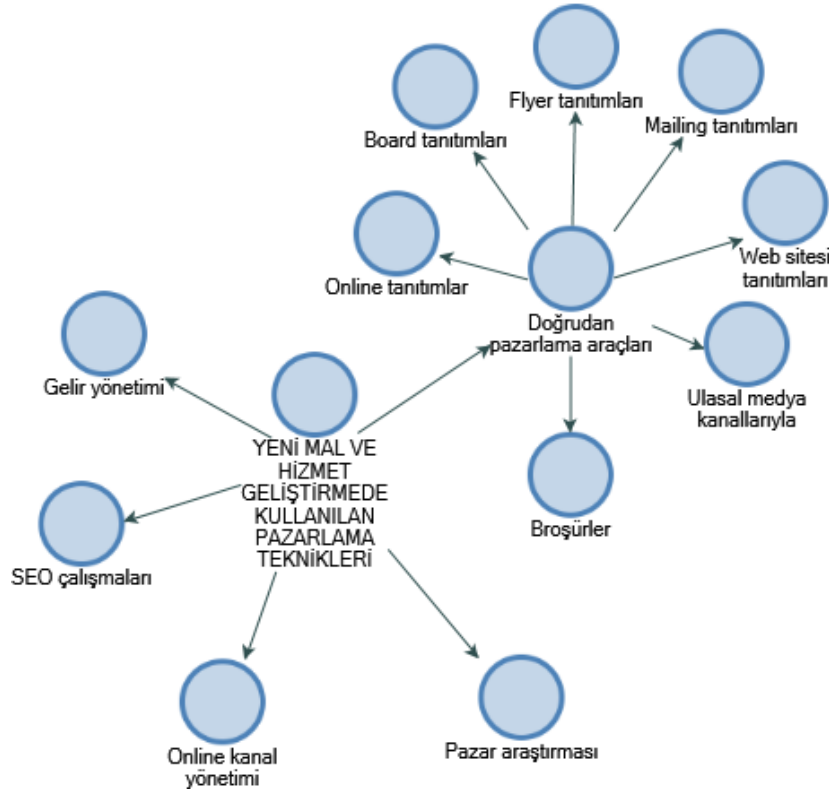 Flyer tanıtımları
Board tanıtımları
Mailing tanıtımları
Web sitesi
tanıtımları
Online tanıtımlar
Doğrudan
pazarlama araçları
Ulasal medya
kanallarıyla
Gelir yönetimi
YENİ MAL VE
HİZMET
GELİŞTİRMEDE
KULLANILAN
PAZARLAMA
TEKNİKLERİ
Broşürler
SEO çalışmaları
Online kanal
yönetimi
Pazar araştırması